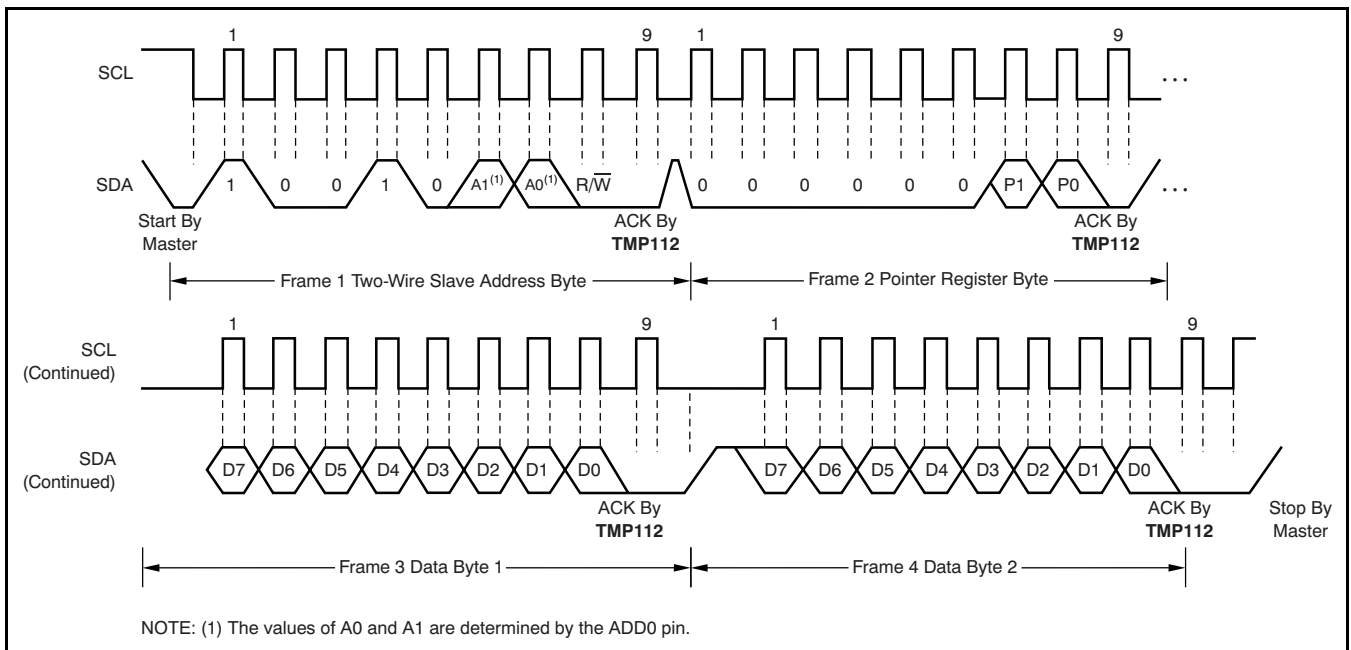 1 9 1 9
SCL ...
SDA 1 0 0 1 0 A1(1) A0(1) R/W̅ 0 0 0 0 0 0 P1 P0 ...
Start By Master ACK By TMP112 ACK By TMP112
Frame 1 Two-Wire Slave Address Byte Frame 2 Pointer Register Byte
1 9 1 9
SCL (Continued)
SDA (Continued) D7 D6 D5 D4 D3 D2 D1 D0 D7 D6 D5 D4 D3 D2 D1 D0
ACK By TMP112 ACK By TMP112 Stop By Master
Frame 3 Data Byte 1 Frame 4 Data Byte 2
NOTE: (1) The values of A0 and A1 are determined by the ADD0 pin.